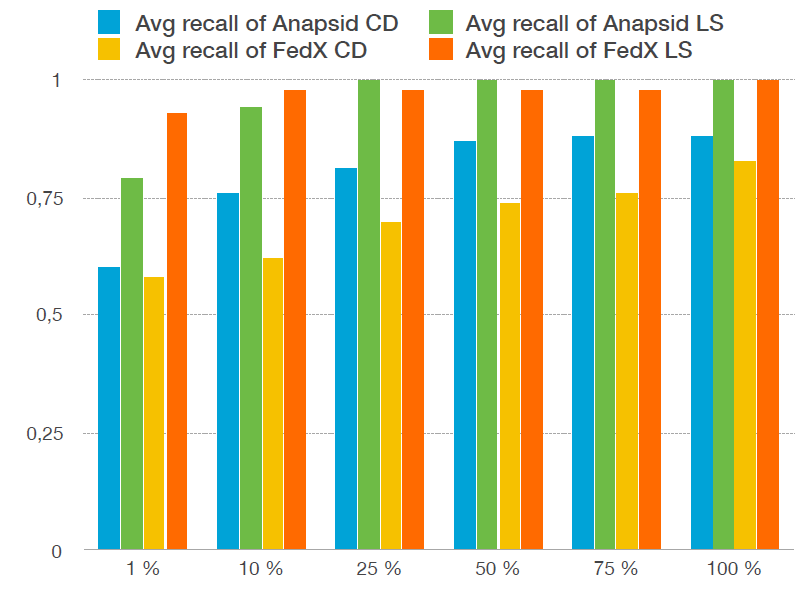 Avg recall of Anapsid CD
Avg recall of Anapsid LS
Avg recall of FedX CD
Avg recall of FedX LS
1
0,75
0,5
0,25
0
1 %
10 %
25 %
50 %
75 %
100 %